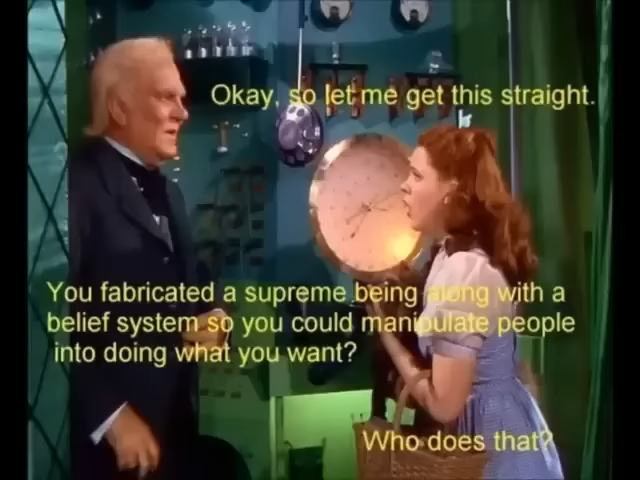 Okay, so let me get this straight.
You fabricated a supreme being along with a
belief system so you could manipulate people
into doing what you want?
Who does that?